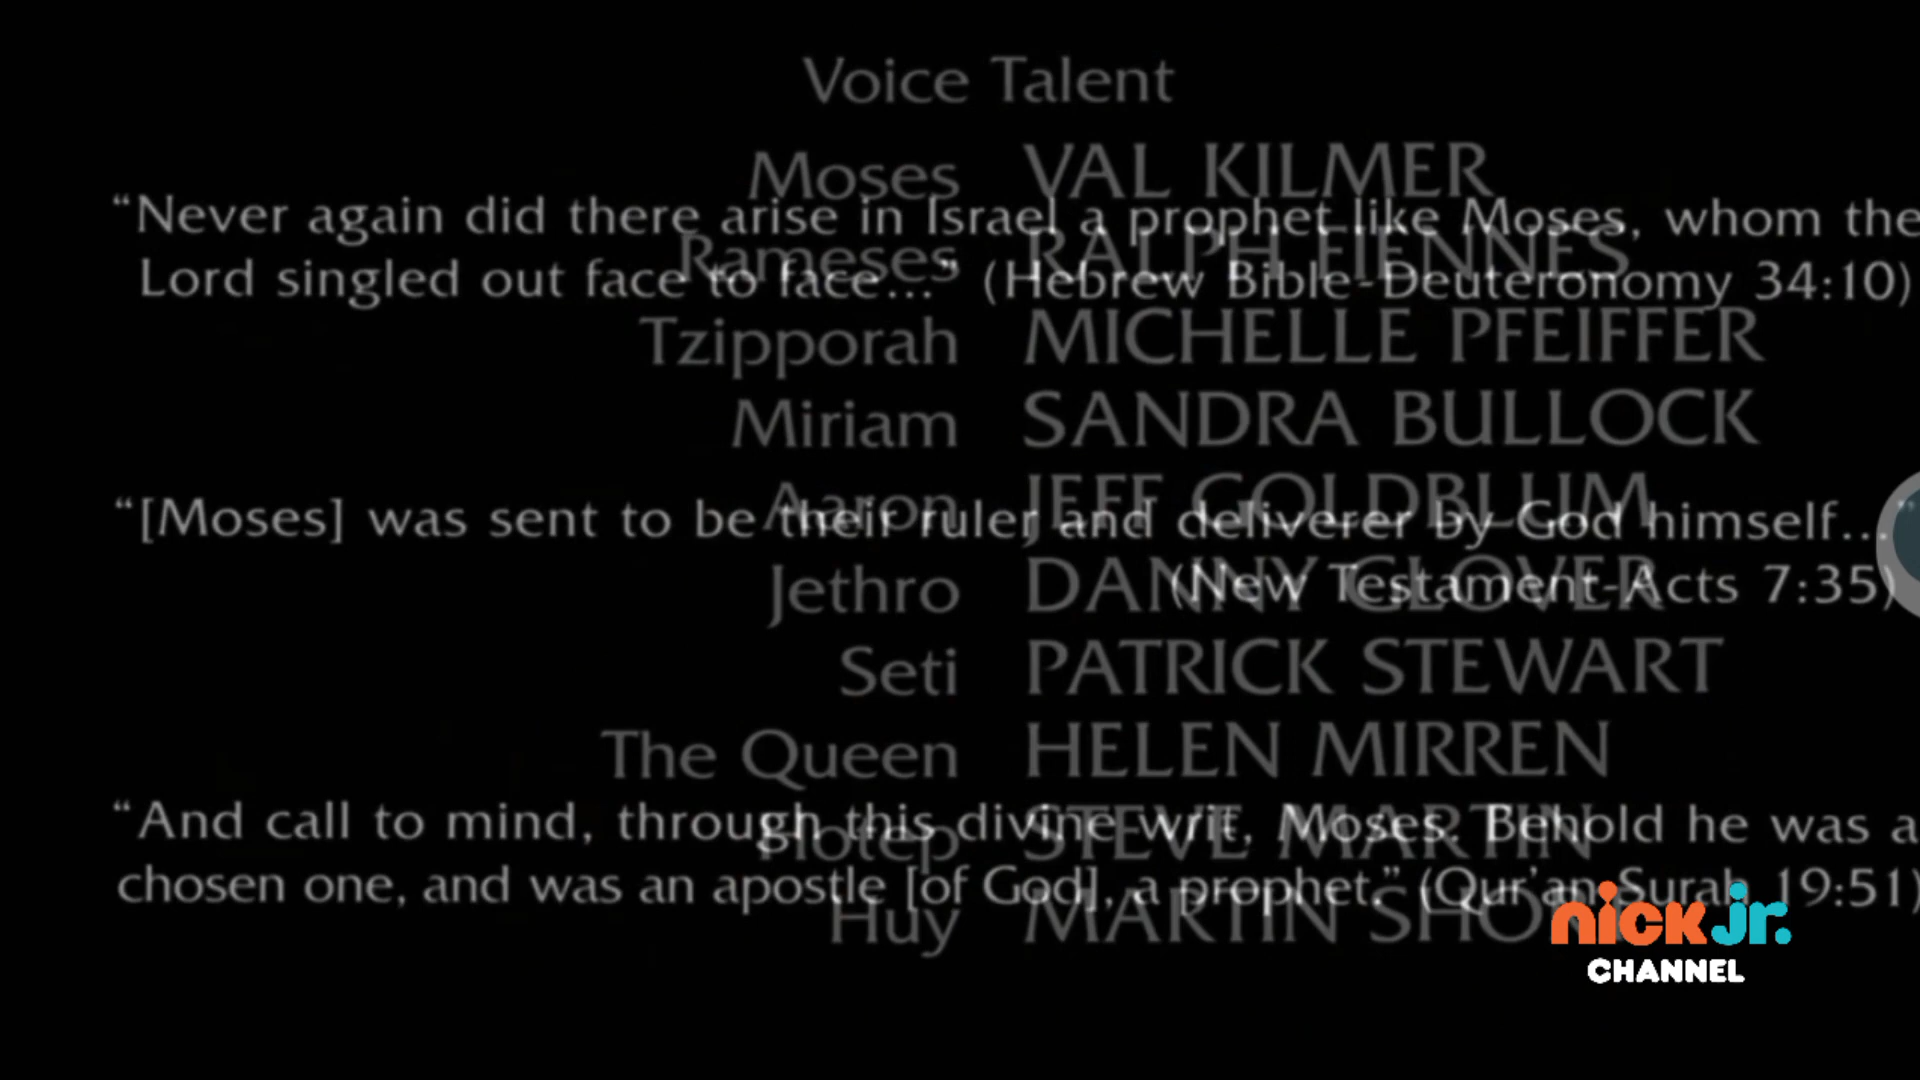 Voice Talent
Moses VAL KILMER
“Never again did there arise in Israel a prophet like Moses, whom the
Rameses RALPH FIENNES
Lord singled out face to face...” (Hebrew Bible-Deuteronomy 34:10)
Tzipporah MICHELLE PFEIFFER
Miriam SANDRA BULLOCK
Aaron JEFF GOLDBLUM
“[Moses] was sent to be their ruler and deliverer by God himself...”
Jethro DANNY GLOVER
(New Testament-Acts 7:35)
Seti PATRICK STEWART
The Queen HELEN MIRREN
“And call to mind, through this divine writ, Moses. Behold he was a
Hotep STEVE MARTIN
chosen one, and was an apostle [of God], a prophet.” (Qur’an-Surah 19:51)
Huy MARTIN
nick jr.
CHANNEL